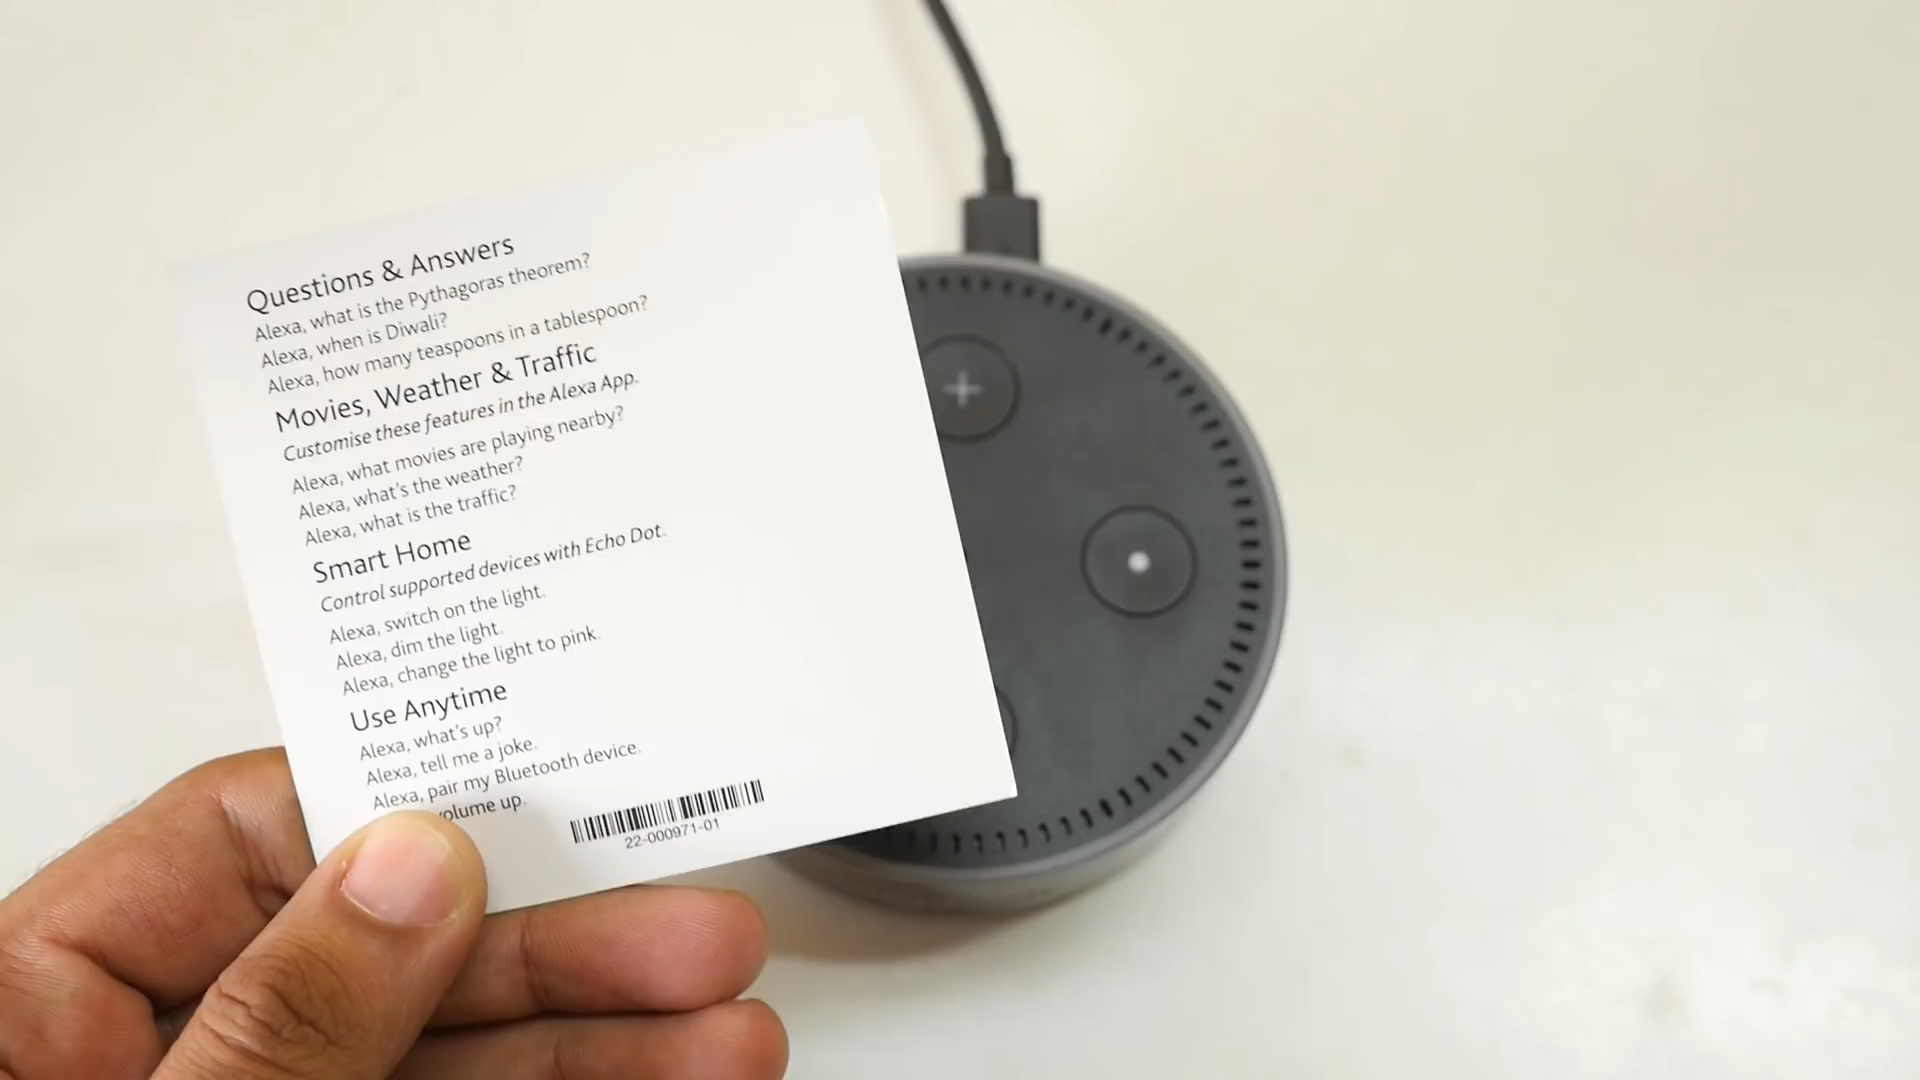 Questions & Answers
Alexa, what is the Pythagoras theorem?
Alexa, when is Diwali?
Alexa, how many teaspoons in a tablespoon?
Movies, Weather & Traffic
Customise these features in the Alexa App.
Alexa, what movies are playing nearby?
Alexa, what's the weather?
Alexa, what is the traffic?
Smart Home
Control supported devices with Echo Dot.
Alexa, switch on the light.
Alexa, dim the light.
Alexa, change the light to pink.
Use Anytime
Alexa, what's up?
Alexa, tell me a joke.
Alexa, pair my Bluetooth device.
up.
22-000971-01